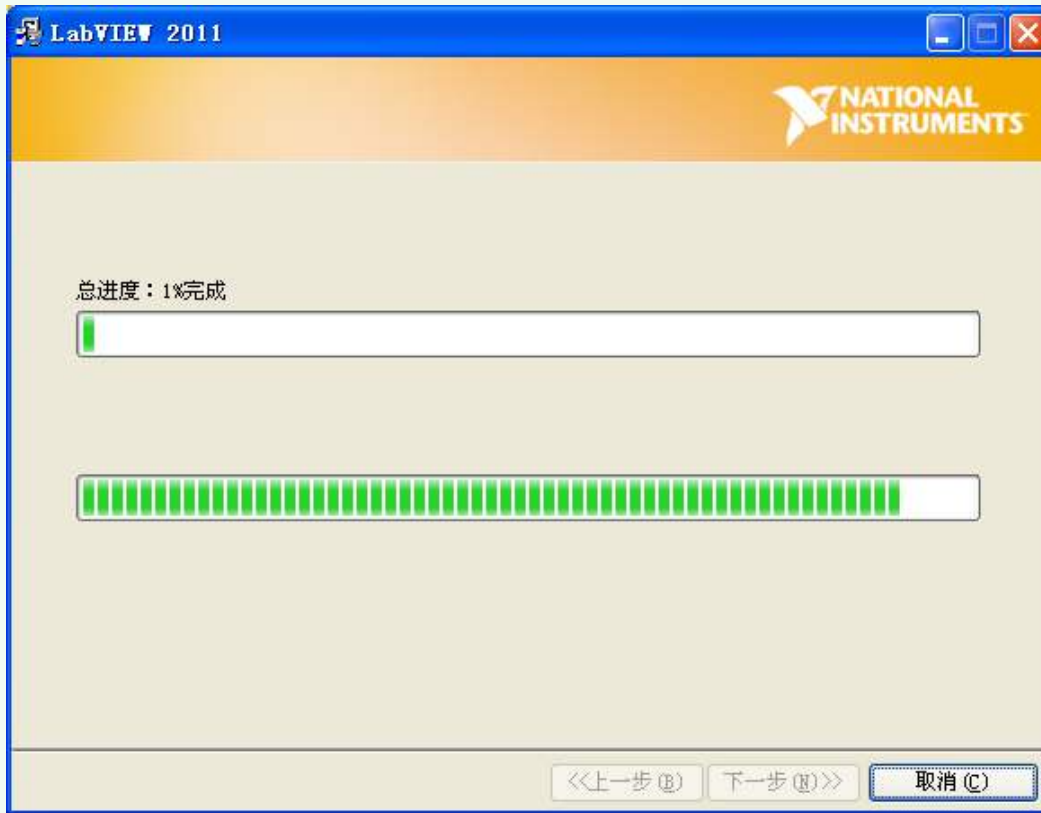 LabVIEW 2011
NATIONAL
INSTRUMENTS
总进度：1%完成
<<上一步(B) 下一步(N)>> 取消(C)